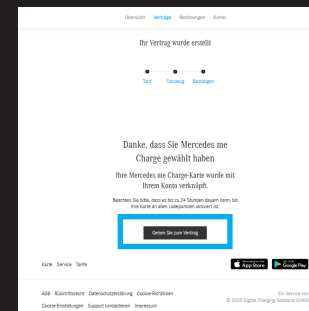 Übersicht Verträge Rechnungen Konto
Ihr Vertrag wurde erstellt
Tarif Fahrzeug Bestätigen
Danke, dass Sie Mercedes me
Charge gewählt haben
Ihre Mercedes me Charge-Karte wurde mit
Ihrem Konto verknüpft.
Beachten Sie bitte, dass es bis zu 24 Stunden dauern kann, bis
Ihre Karte an allen Ladepunkten aktiviert ist.
Gehen Sie zum Vertrag
Karte Service Tarife
App Store Google Play
AGB Rücktrittsrecht Datenschutzerklärung Cookie-Richtlinien
Ein Service von
Cookie-Einstellungen Support kontaktieren Impressum
© 2020 Digital Charging Solutions GmbH